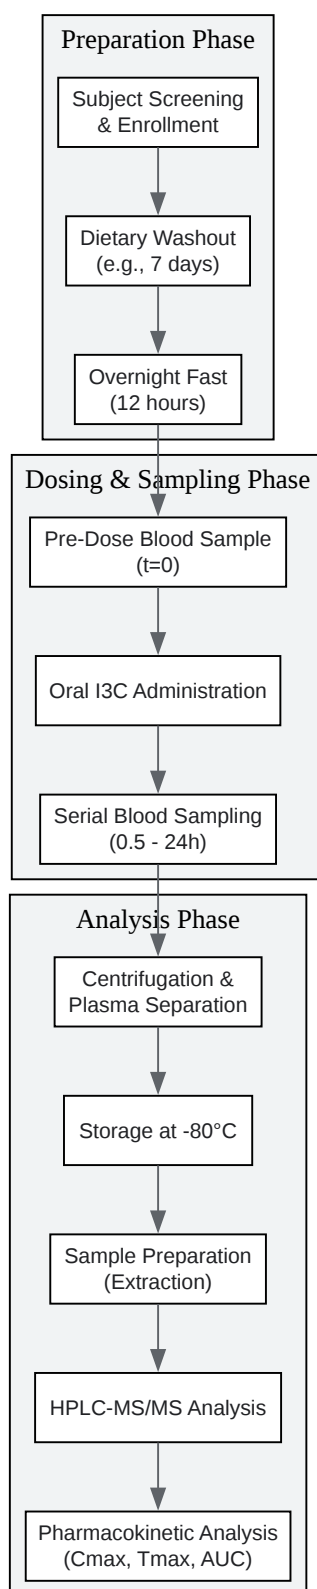 Preparation Phase
Subject Screening
& Enrollment
Dietary Washout
(e.g., 7 days)
Overnight Fast
(12 hours)
Dosing & Sampling Phase
Pre-Dose Blood Sample
(t=0)
Oral I3C Administration
Serial Blood Sampling
(0.5 - 24h)
Analysis Phase
Centrifugation &
Plasma Separation
Storage at -80°C
Sample Preparation
(Extraction)
HPLC-MS/MS Analysis
Pharmacokinetic Analysis
(Cmax, Tmax, AUC)